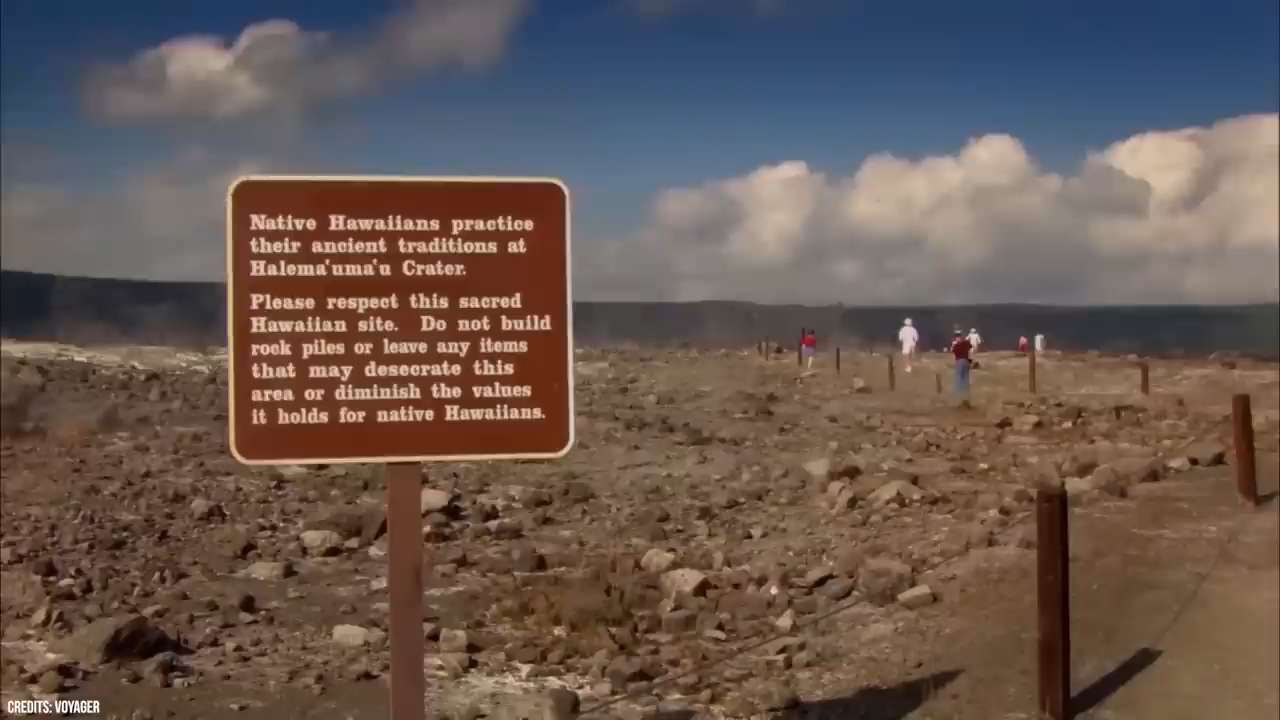 Native Hawaiians practice
their ancient traditions at
Halema'uma'u Crater.
Please respect this sacred
Hawaiian site. Do not build
rock piles or leave any items
that may desecrate this
area or diminish the values
it holds for native Hawaiians.
CREDITS: VOYAGER